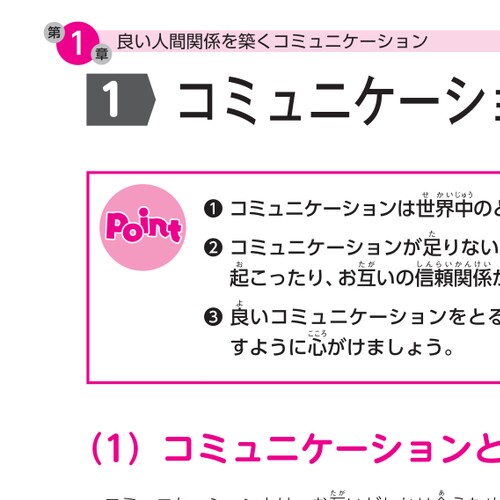 第1章 良い人間関係を築くコミュニケーション
1 コミュニケーシ
Point
❶ コミュニケーションは世界中の
❷ コミュニケーションが足りない
起こったり、お互いの信頼関係
❸ 良いコミュニケーションをとる
すように心がけましょう。
（1）コミュニケーションと